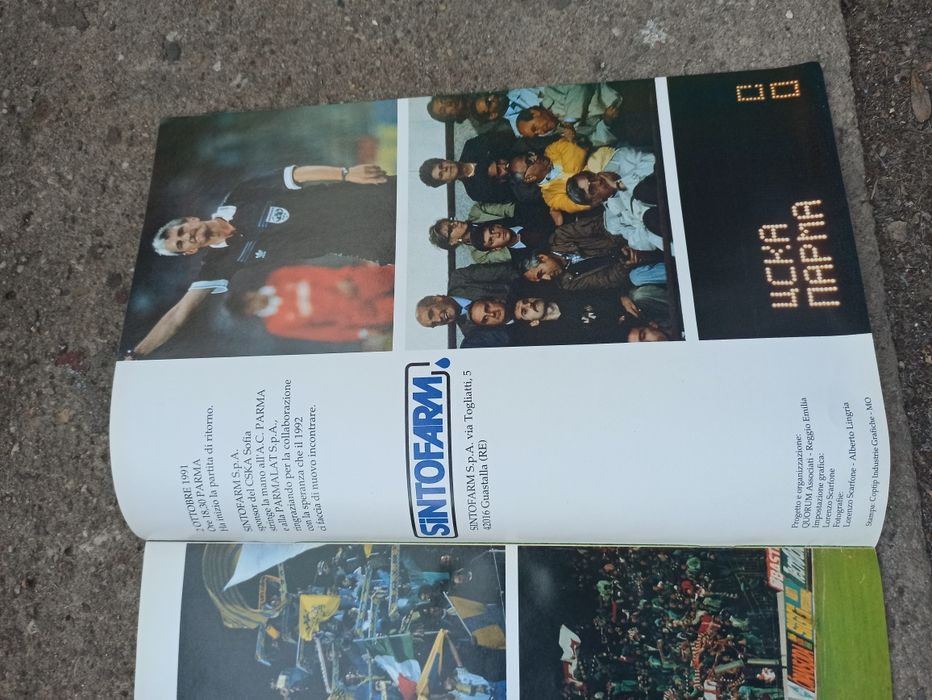 2 OTTOBRE 1991
Ore 18,30 PARMA
Ha inizio la partita di ritorno.
SINTOFARM S.p.A.
sponsor del CSKA Sofia
stringe la mano all'A.C. PARMA
e alla PARMALAT S.p.A.,
ringraziando per la collaborazione
con la speranza che il 1992
ci faccia di nuovo incontrare.
SINTOFARM
SINTOFARM S.p.A. via Togliatti, 5
42016 Guastalla (RE)
Progetto e organizzazione:
QUORUM Associati - Reggio Emilia
Impostazione grafica:
Lorenzo Scarfone
Fotografie:
Lorenzo Scarfone - Alberto Lingria
Stampa: Coptip Industrie Grafiche - MO
ЦСКА 0
ПАРМА 0